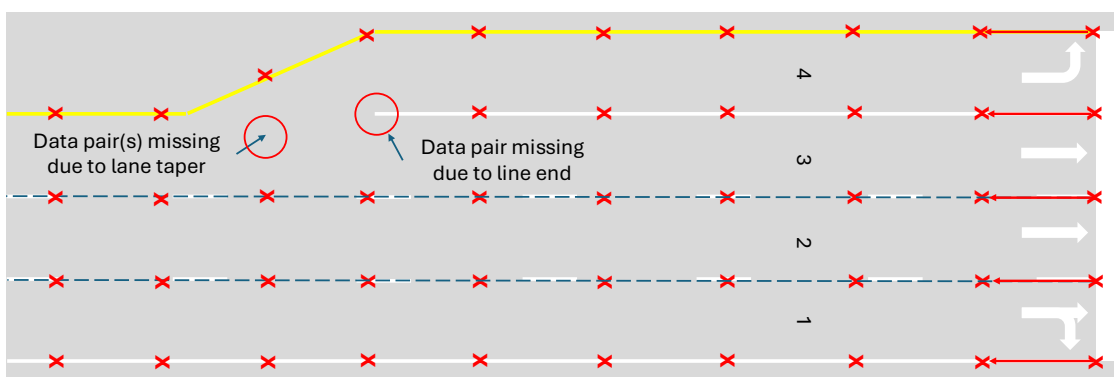 4
Data pair(s) missing
due to lane taper
Data pair missing
due to line end
3
2
1